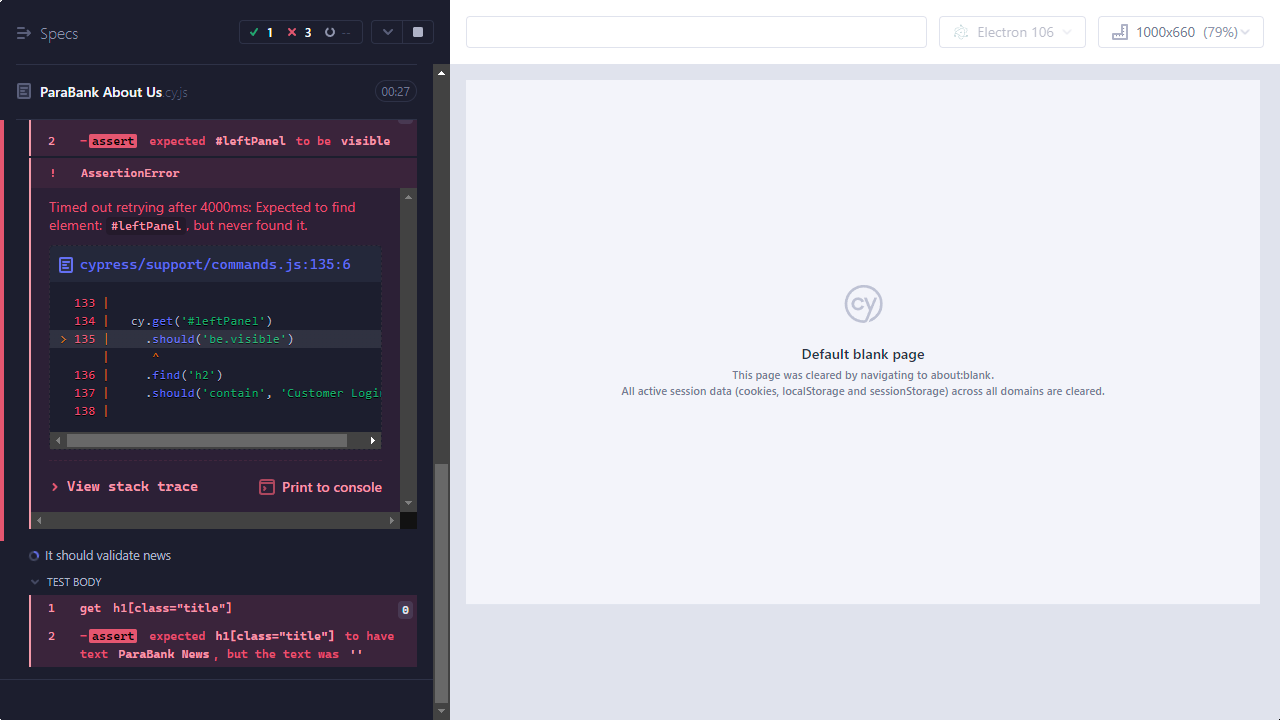 Specs
1
3
--
ParaBank About Us.cy.js
00:27
2 -assert expected #leftPanel to be visible
! AssertionError
Timed out retrying after 4000ms: Expected to find
element: #leftPanel, but never found it.
cypress/support/commands.js:135:6
133 |
134 | cy.get('#leftPanel')
> 135 | .should('be.visible')
| ^
136 | .find('h2')
137 | .should('contain', 'Customer Login
138 |
> View stack trace
Print to console
It should validate news
TEST BODY
1 get h1[class="title"]
0
2 -assert expected h1[class="title"] to have
text ParaBank News, but the text was ''
Electron 106
1000x660 (79%)
cy
Default blank page
This page was cleared by navigating to about:blank.
All active session data (cookies, localStorage and sessionStorage) across all domains are cleared.